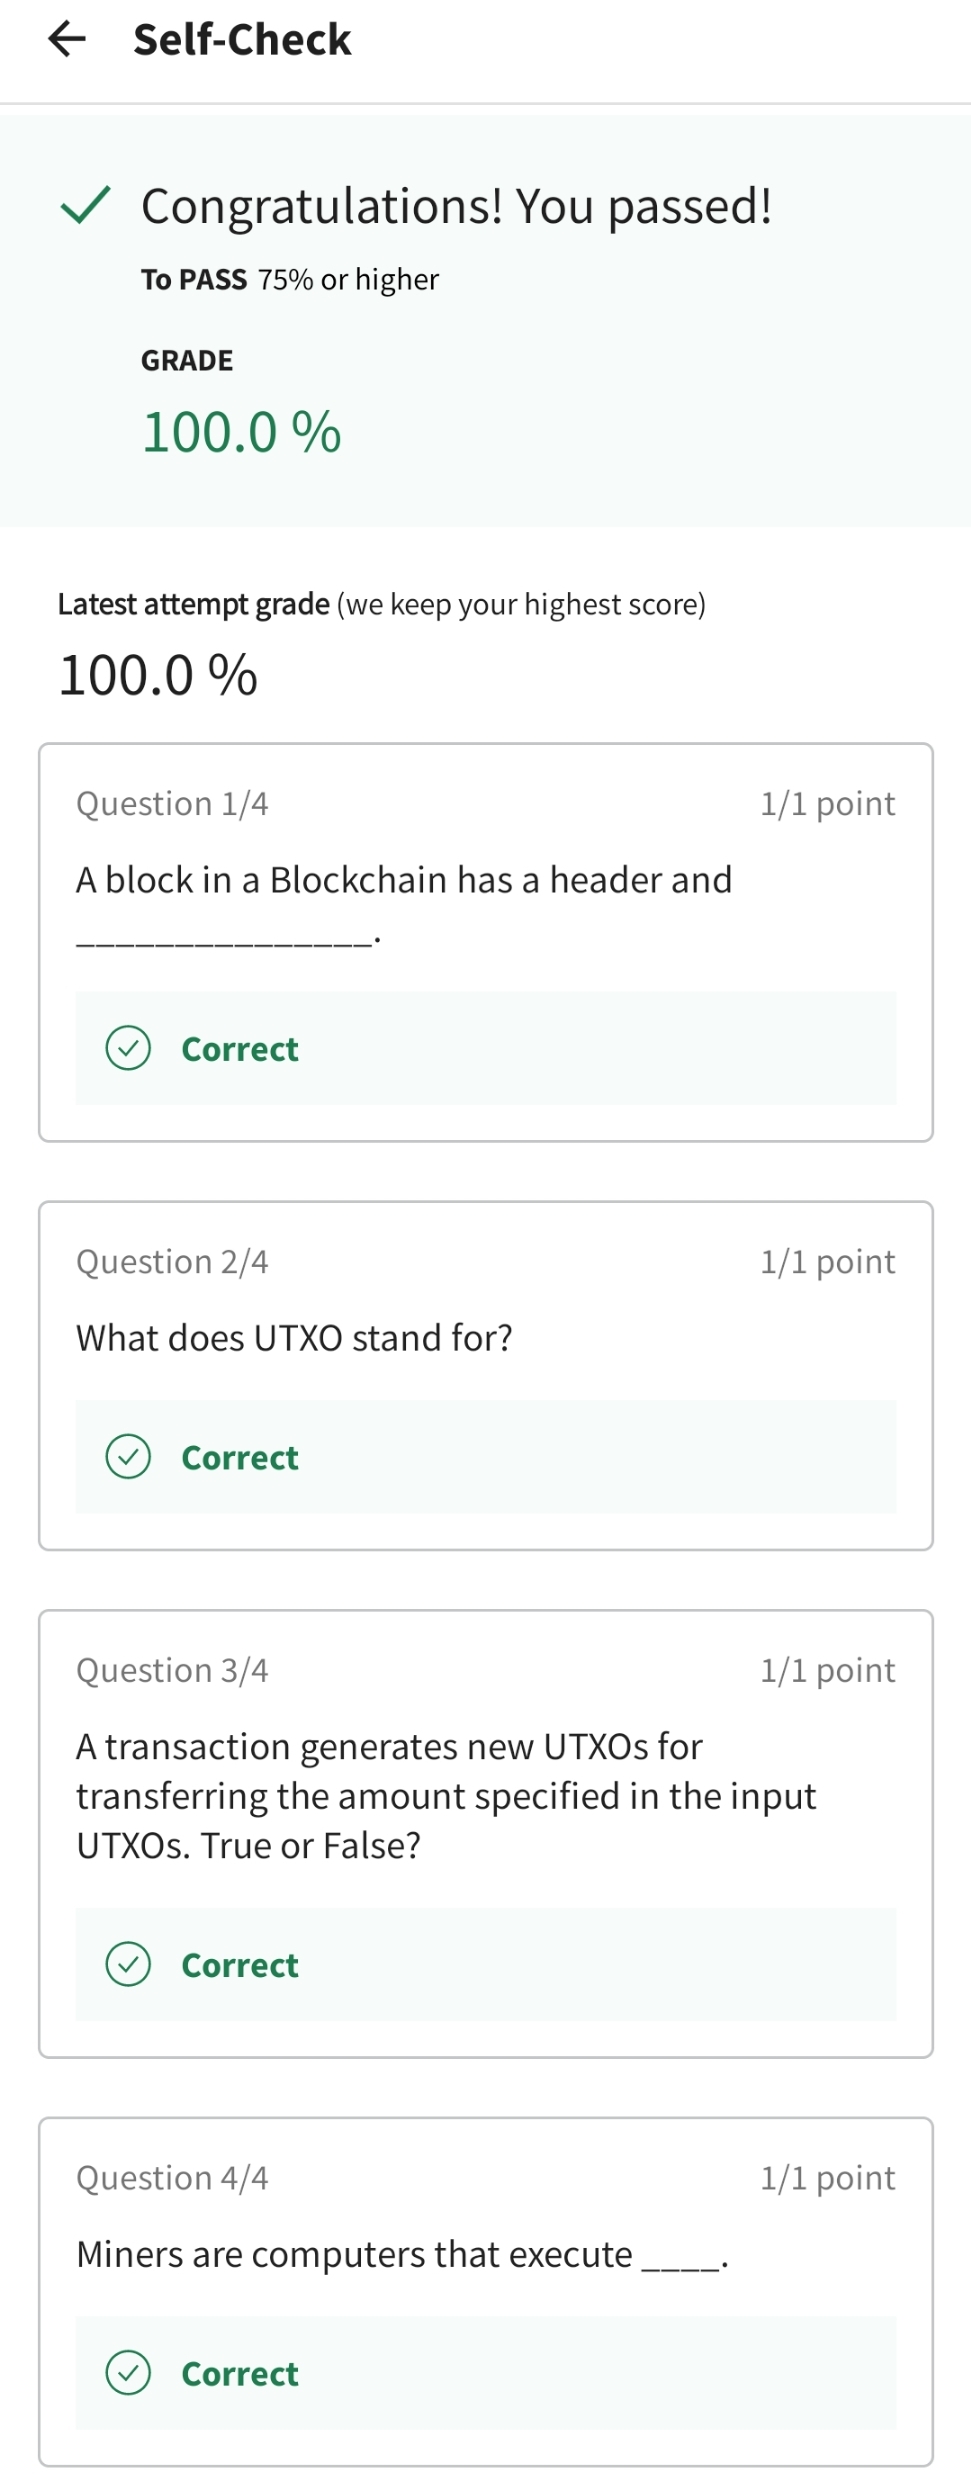 Self-Check
Congratulations! You passed!
To PASS 75% or higher
GRADE
100.0 %
Latest attempt grade (we keep your highest score)
100.0 %
Question 1/4 1/1 point
A block in a Blockchain has a header and
_______________.
Correct
Question 2/4 1/1 point
What does UTXO stand for?
Correct
Question 3/4 1/1 point
A transaction generates new UTXOs for
transferring the amount specified in the input
UTXOs. True or False?
Correct
Question 4/4 1/1 point
Miners are computers that execute ____.
Correct